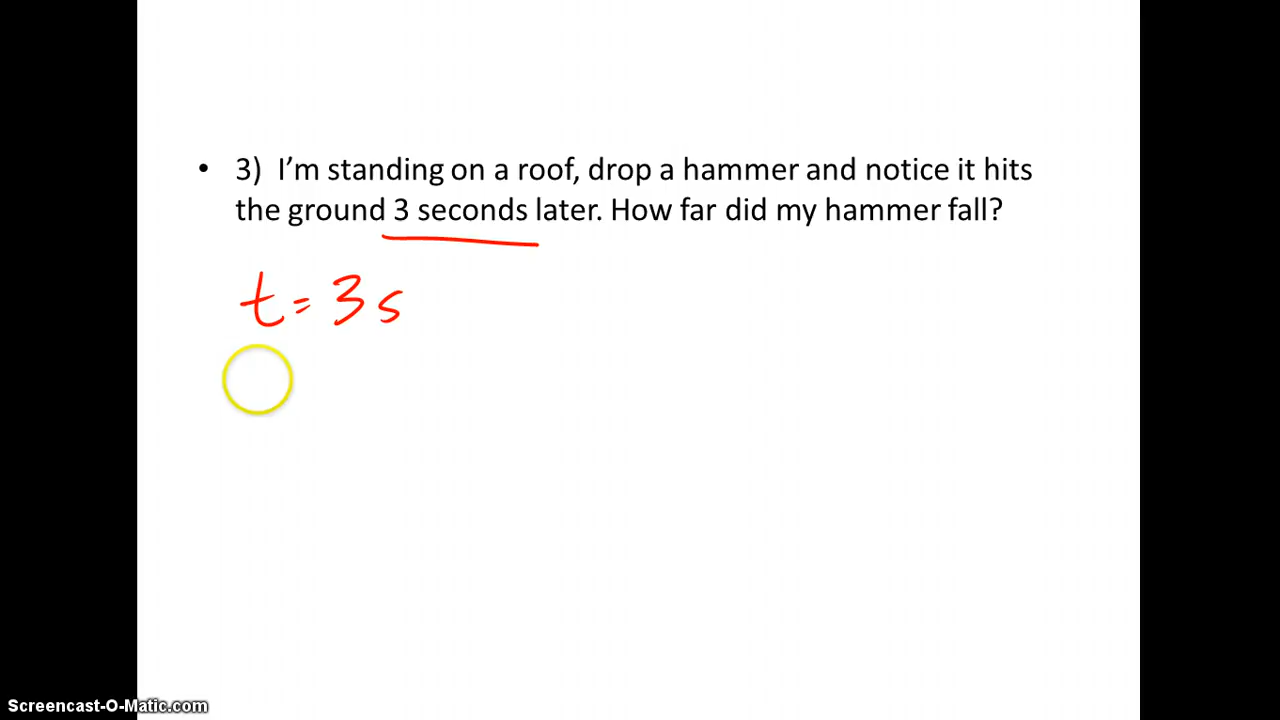 • 3) I’m standing on a roof, drop a hammer and notice it hits
the ground 3 seconds later. How far did my hammer fall?
t = 3 s
Screencast-O-Matic.com